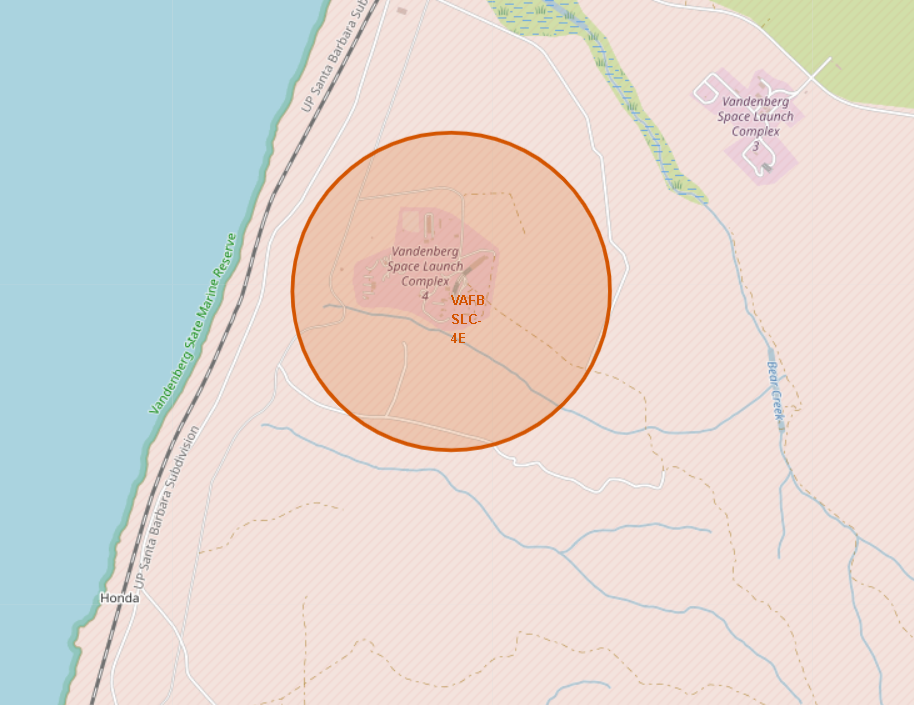 UP Santa Barbara Sub
Vandenberg
Space Launch
Complex
3
Vandenberg State Marine Reserve
Vandenberg
Space Launch
Complex
4
VAFB
SLC-
4E
Bear Creek
UP Santa Barbara Subdivision
Honda